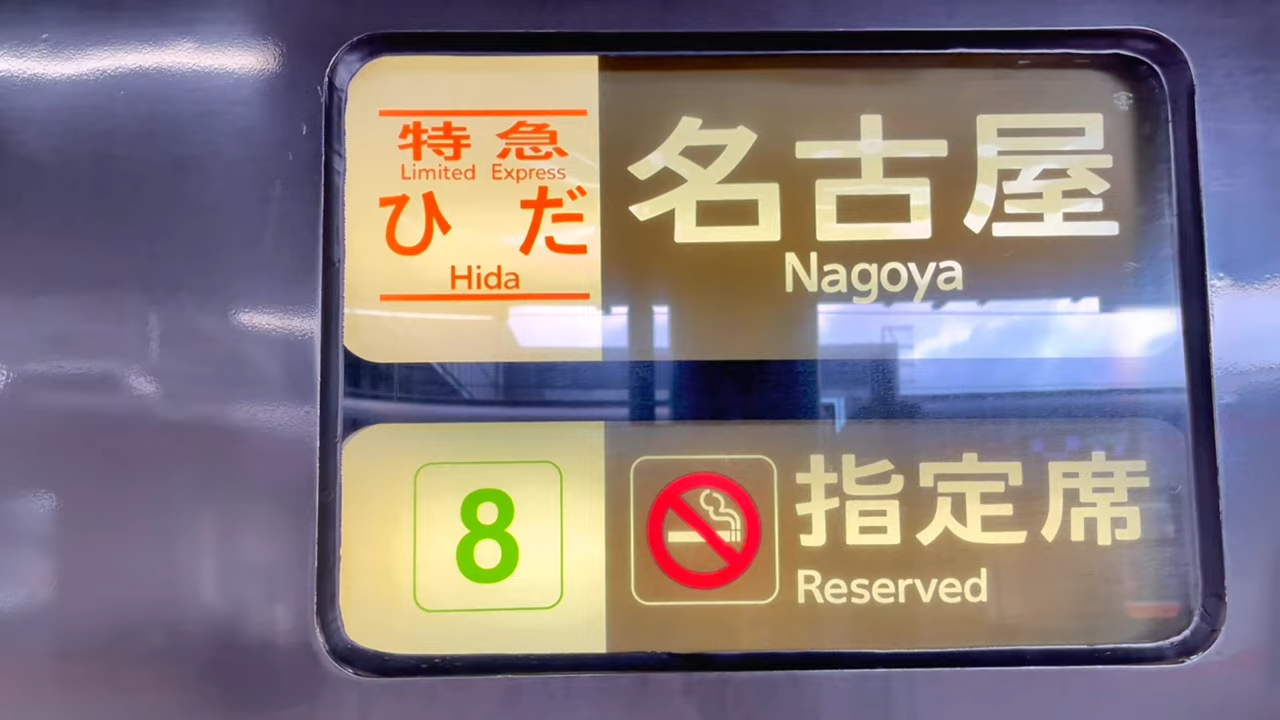 特急
Limited Express
ひだ
Hida
名古屋
Nagoya
8
指定席
Reserved